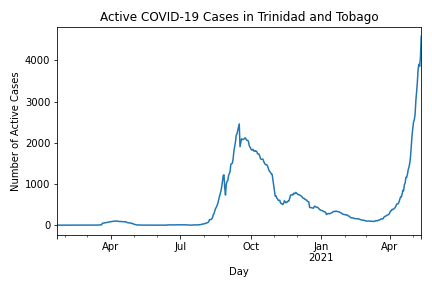 Active COVID-19 Cases in Trinidad and Tobago
Number of Active Cases
4000
3000
2000
1000
0
Apr
Jul
Oct
Jan
2021
Apr
Day